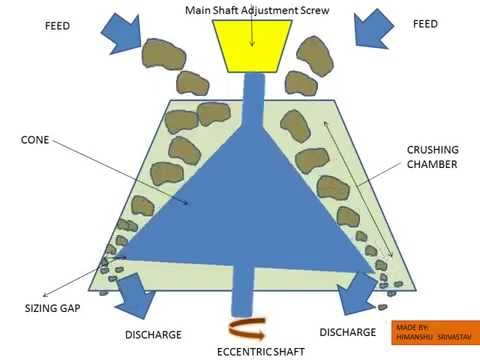 Main Shaft Adjustment Screw
FEED
FEED
CONE
CRUSHING
CHAMBER
SIZING GAP
DISCHARGE
DISCHARGE
ECCENTRIC SHAFT
MADE BY:
HIMANSHU SRIVASTAV